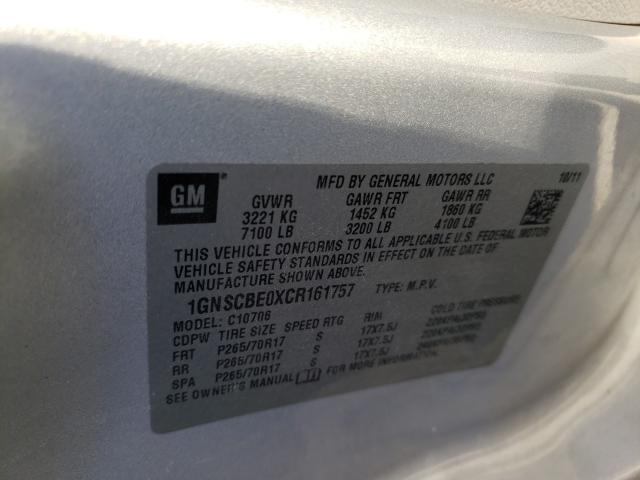 GM
MFD BY GENERAL MOTORS LLC 10/11
GVWR GAWR FRT GAWR RR
3221 KG 1452 KG 1860 KG
7100 LB 3200 LB 4100 LB
THIS VEHICLE CONFORMS TO ALL APPLICABLE U.S. FEDERAL MOTOR
VEHICLE SAFETY STANDARDS IN EFFECT ON THE DATE OF
MANUFACTURE SHOWN ABOVE.
1GNSCBE0XCR161757 TYPE: M.P.V.
MODEL: C10706
CDPW TIRE SIZE SPEED RTG RIM COLD TIRE PRESSURE
FRT P265/70R17 S 17X7.5J
RR P265/70R17 S 17X7.5J
SPA P265/70R17 S 17X7.5J
SEE OWNER'S MANUAL FOR MORE INFORMATION.